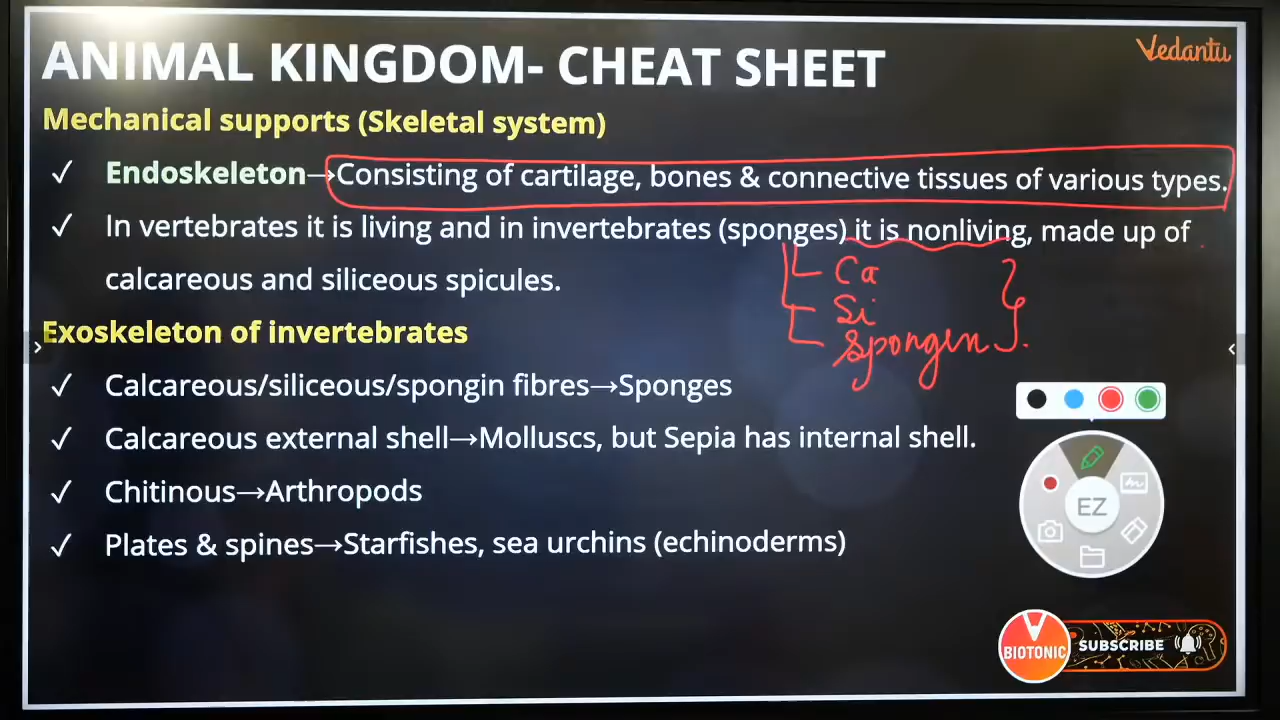 ANIMAL KINGDOM- CHEAT SHEET
Vedantu
Mechanical supports (Skeletal system)
✓ Endoskeleton→Consisting of cartilage, bones & connective tissues of various types.
✓ In vertebrates it is living and in invertebrates (sponges) it is nonliving, made up of
calcareous and siliceous spicules.
Ca
Si
Spongin
Exoskeleton of invertebrates
✓ Calcareous/siliceous/spongin fibres→Sponges
✓ Calcareous external shell→Molluscs, but Sepia has internal shell.
✓ Chitinous→Arthropods
✓ Plates & spines→Starfishes, sea urchins (echinoderms)
EZ
BIOTONIC
SUBSCRIBE